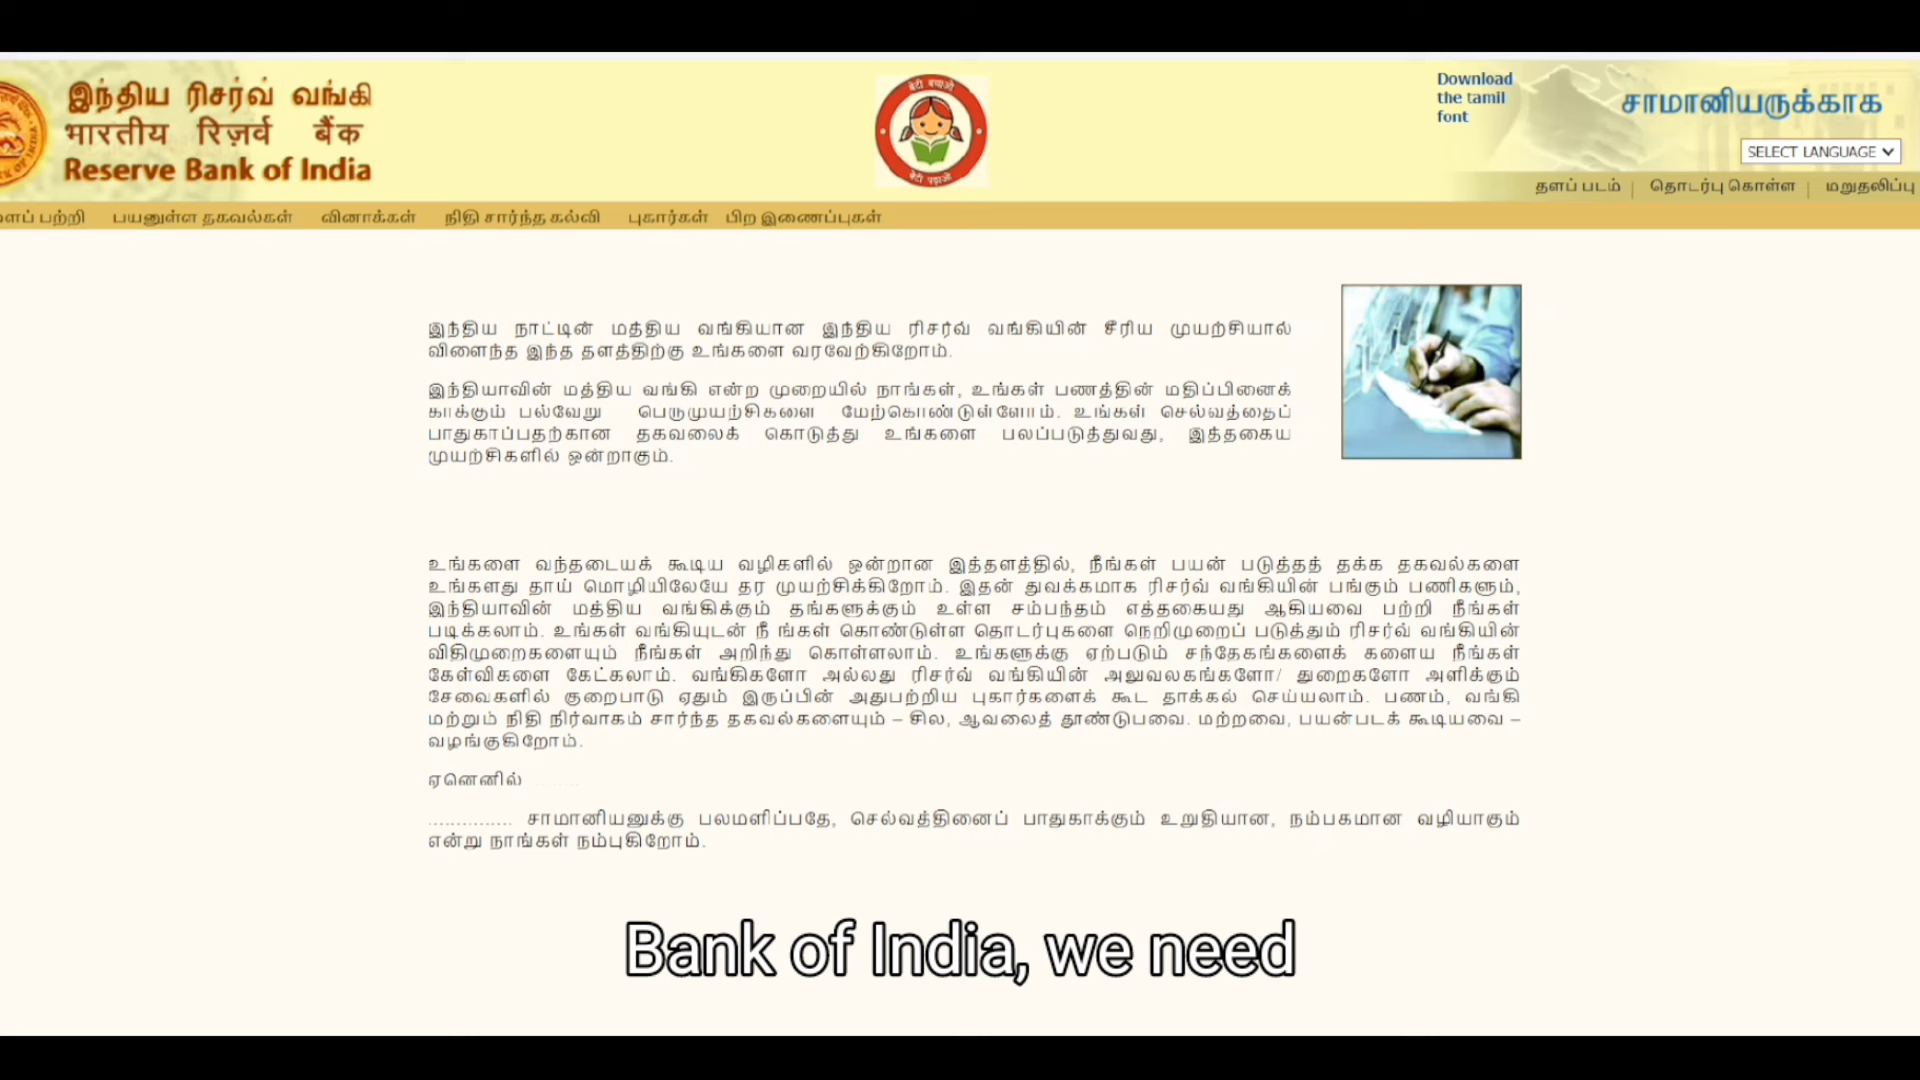 இந்திய ரிசர்வ் வங்கி
भारतीय रिज़र्व बैंक
Reserve Bank of India
बेटी बचाओ
बेटी पढ़ाओ
Download
the tamil
font
சாமானியருக்காக
SELECT LANGUAGE
தளப் படம் | தொடர்பு கொள்ள | மறுதலிப்பு
பற்றி பயனுள்ள தகவல்கள் வினாக்கள் நிதி சார்ந்த கல்வி புகார்கள் பிற இணைப்புகள்
இந்திய நாட்டின் மத்திய வங்கியான இந்திய ரிசர்வ் வங்கியின் சீரிய முயற்சியால்
விளைந்த இந்த தளத்திற்கு உங்களை வரவேற்கிறோம்.
இந்தியாவின் மத்திய வங்கி என்ற முறையில் நாங்கள், உங்கள் பணத்தின் மதிப்பினைக்
காக்கும் பல்வேறு பெருமுயற்சிகளை மேற்கொண்டுள்ளோம். உங்கள் செல்வத்தைப்
பாதுகாப்பதற்கான தகவலைக் கொடுத்து உங்களை பலப்படுத்துவது, இத்தகைய
முயற்சிகளில் ஒன்றாகும்.
உங்களை வந்தடையக் கூடிய வழிகளில் ஒன்றான இத்தளத்தில், நீங்கள் பயன் படுத்தத் தக்க தகவல்களை
உங்களது தாய் மொழியிலேயே தர முயற்சிக்கிறோம். இதன் துவக்கமாக ரிசர்வ் வங்கியின் பங்கும் பணிகளும்,
இந்தியாவின் மத்திய வங்கிக்கும் தங்களுக்கும் உள்ள சம்பந்தம் எத்தகையது ஆகியவை பற்றி நீங்கள்
படிக்கலாம். உங்கள் வங்கியுடன் நீ ங்கள் கொண்டுள்ள தொடர்புகளை நெறிமுறைப் படுத்தும் ரிசர்வ் வங்கியின்
விதிமுறைகளையும் நீங்கள் அறிந்து கொள்ளலாம். உங்களுக்கு ஏற்படும் சந்தேகங்களைக் களைய நீங்கள்
கேள்விகளை கேட்கலாம். வங்கிகளோ அல்லது ரிசர்வ் வங்கியின் அலுவலகங்களோ/ துறைகளோ அளிக்கும்
சேவைகளில் குறைபாடு ஏதும் இருப்பின் அதுபற்றிய புகார்களைக் கூட தாக்கல் செய்யலாம். பணம், வங்கி
மற்றும் நிதி நிர்வாகம் சார்ந்த தகவல்களையும் – சில, ஆவலைத் தூண்டுபவை. மற்றவை, பயன்படக் கூடியவை –
வழங்குகிறோம்.
ஏனெனில்
.............. சாமானியனுக்கு பலமளிப்பதே, செல்வத்தினைப் பாதுகாக்கும் உறுதியான, நம்பகமான வழியாகும்
என்று நாங்கள் நம்புகிறோம்.
Bank of India, we need